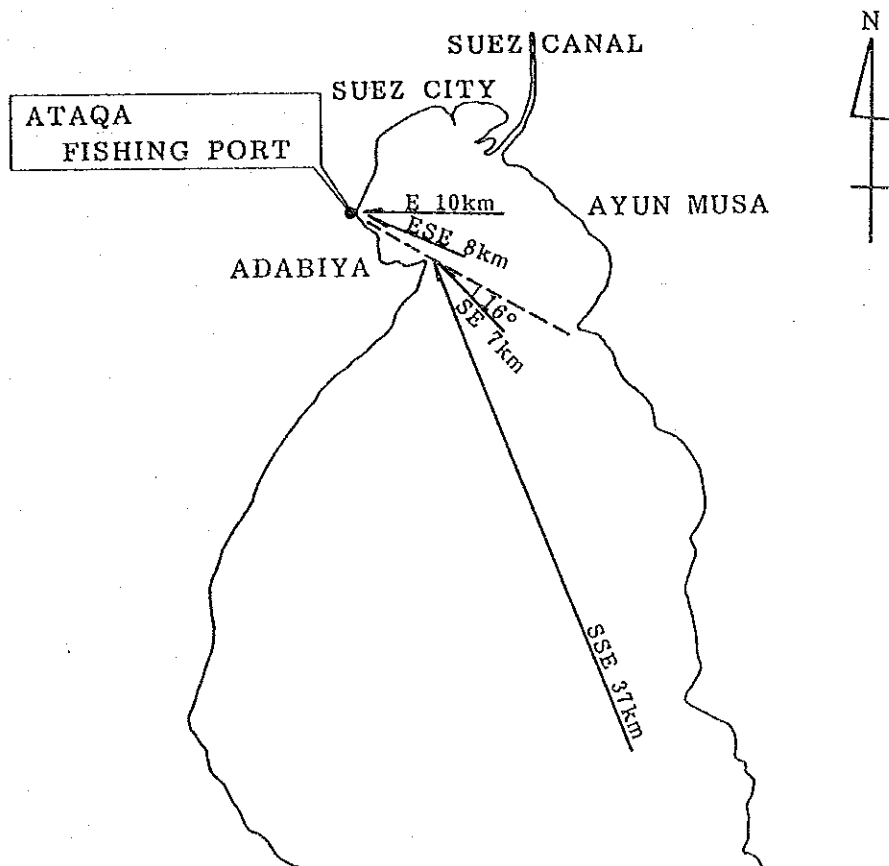 N
SUEZ CANAL
SUEZ CITY
ATAQA
FISHING PORT
E 10km
AYUN MUSA
ESE 8km
ADABIYA
16°
SE 7km
SSE 37km